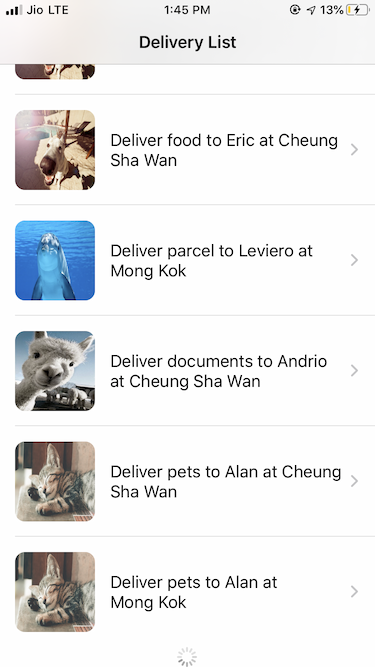 Jio LTE 1:45 PM 13%
Delivery List
Deliver food to Eric at Cheung
Sha Wan
Deliver parcel to Leviero at
Mong Kok
Deliver documents to Andrio
at Cheung Sha Wan
Deliver pets to Alan at Cheung
Sha Wan
Deliver pets to Alan at
Mong Kok